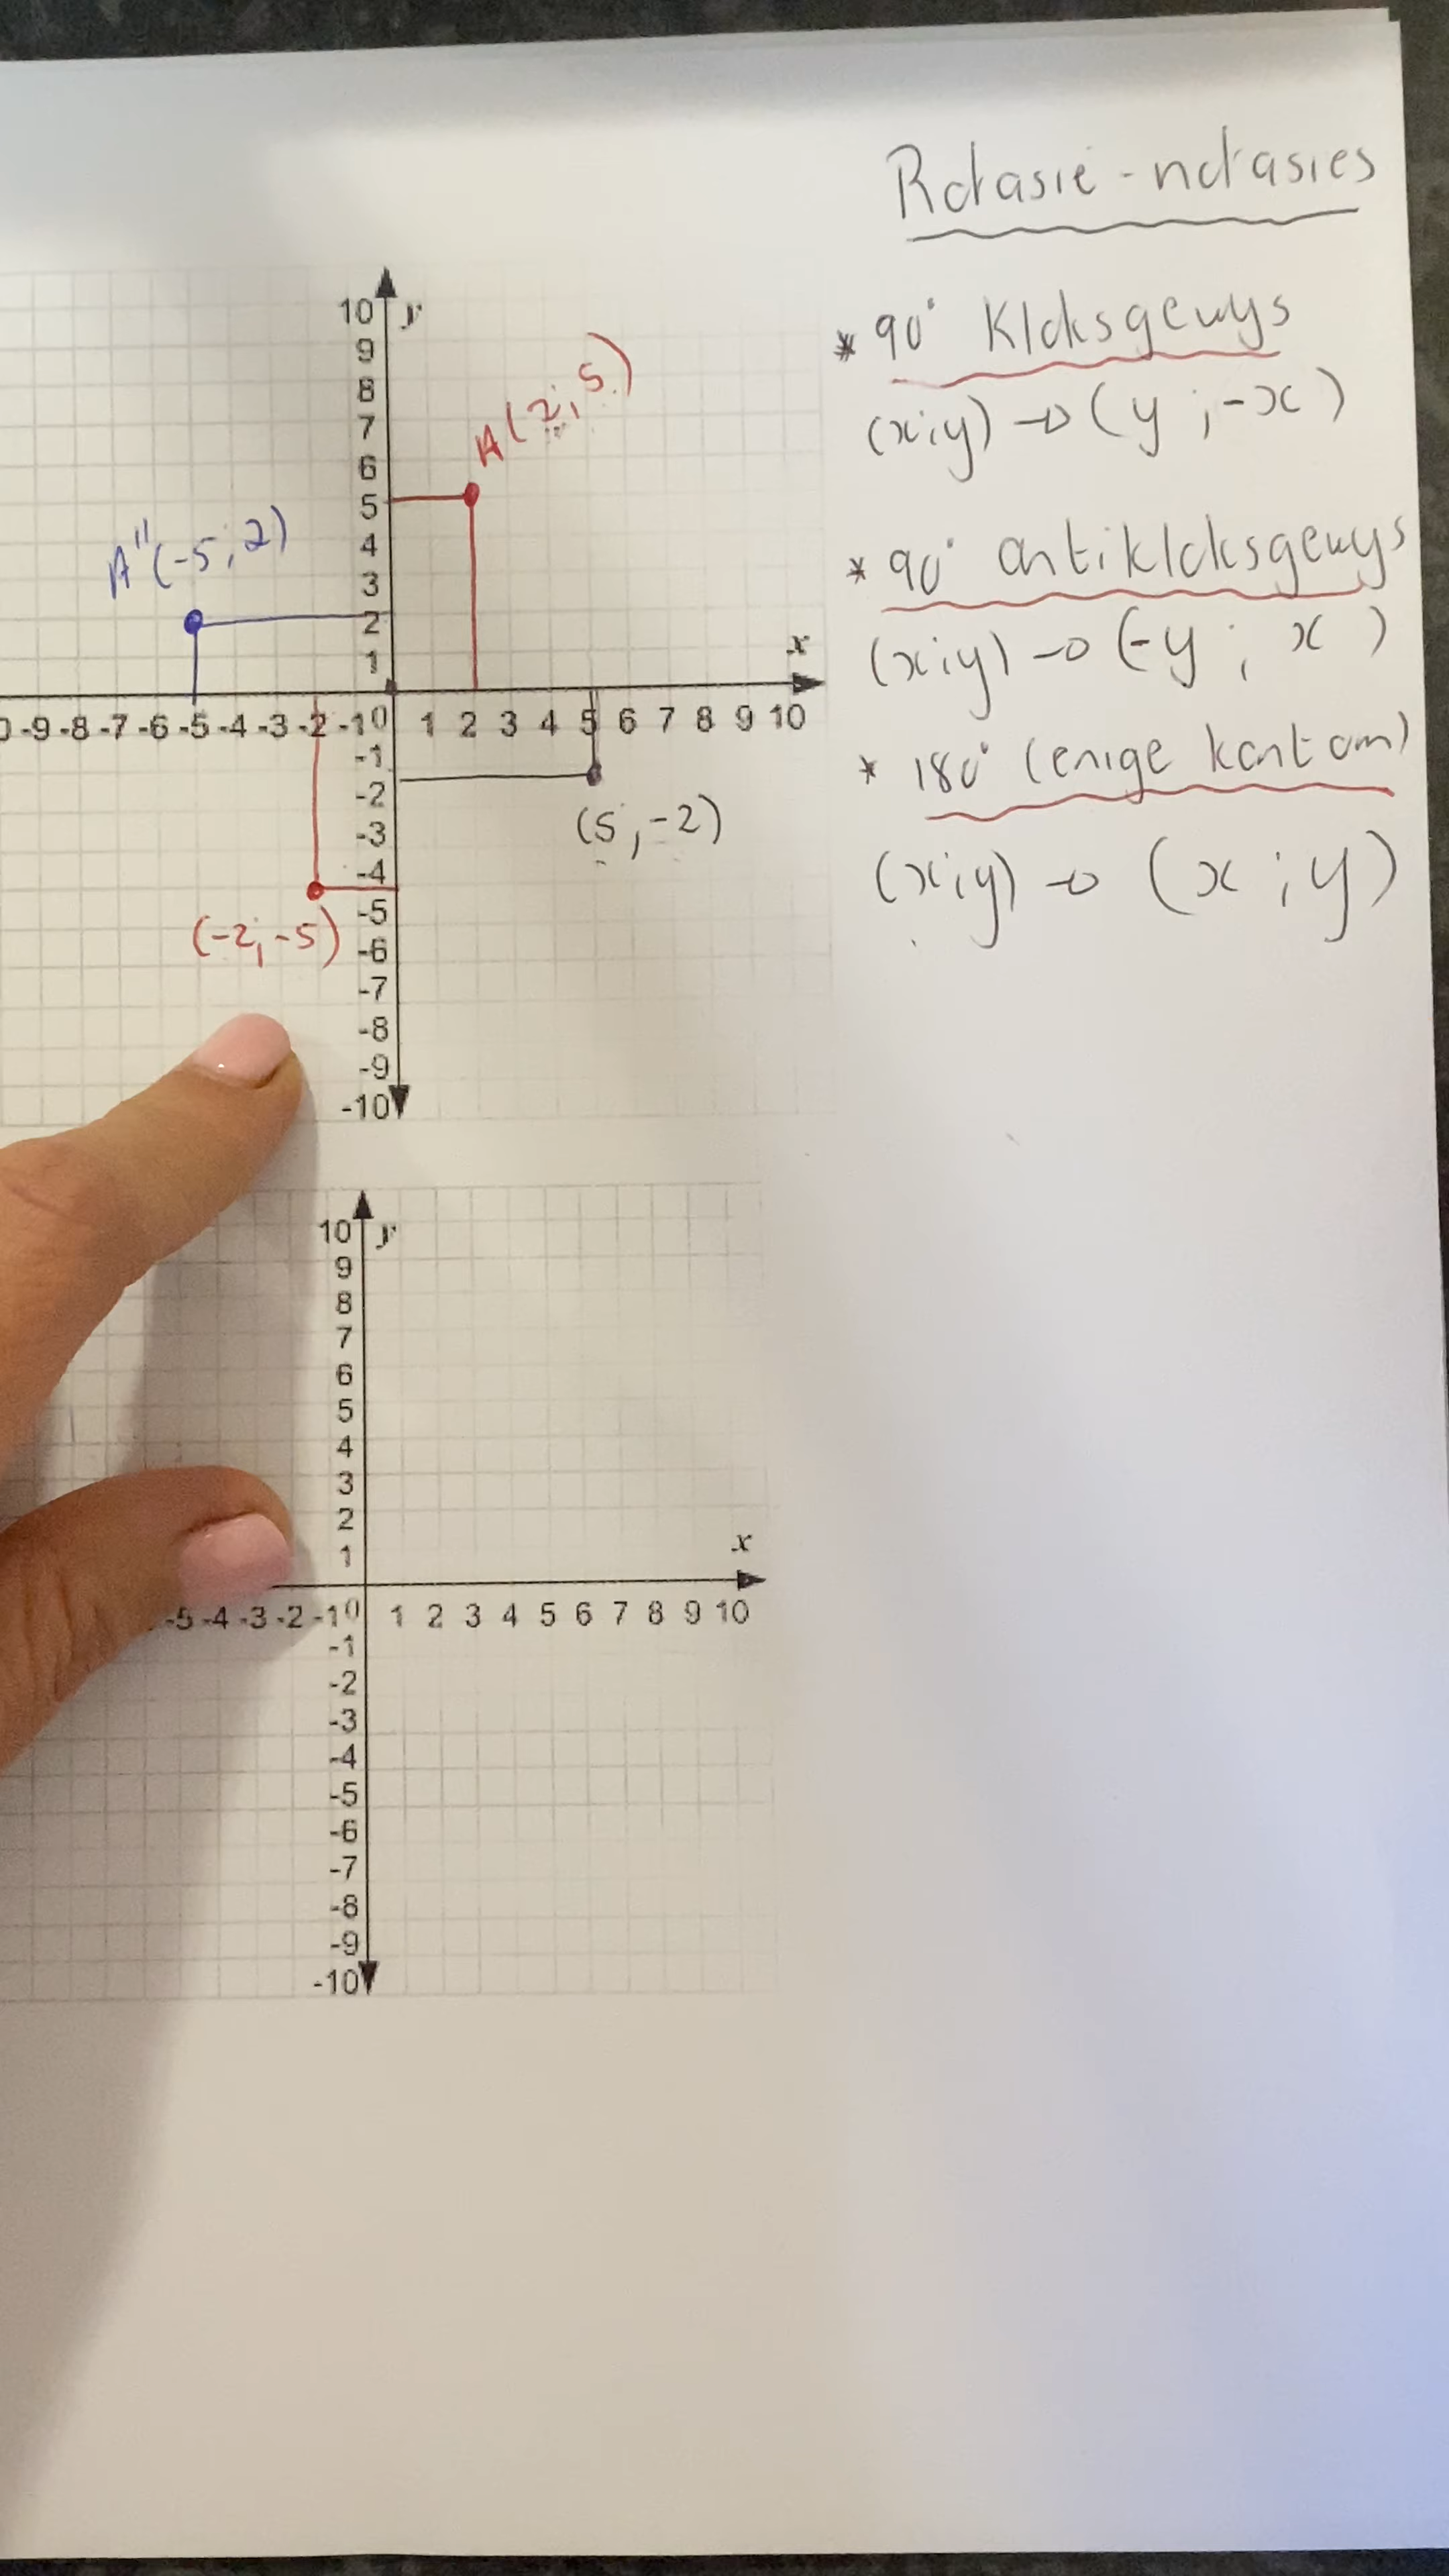 Rotasie-notasies
* 90° Kloksgewys
(x;y) → (y ; -x)
* 90° antikloksgewys
(x;y) → (-y ; x)
* 180° (enige kant om)
(x;y) → (x ; y)
10 y
9
8
7
6
5
4
3
2
1
x
-9 -8 -7 -6 -5 -4 -3 -2 -1 0 1 2 3 4 5 6 7 8 9 10
-1
-2
-3
-4
-5
-6
-7
-8
-9
-10
A(2;5)
A"(-5;2)
(5;-2)
(-2;-5)
10 y
9
8
7
6
5
4
3
2
1
x
-5 -4 -3 -2 -1 0 1 2 3 4 5 6 7 8 9 10
-1
-2
-3
-4
-5
-6
-7
-8
-9
-10